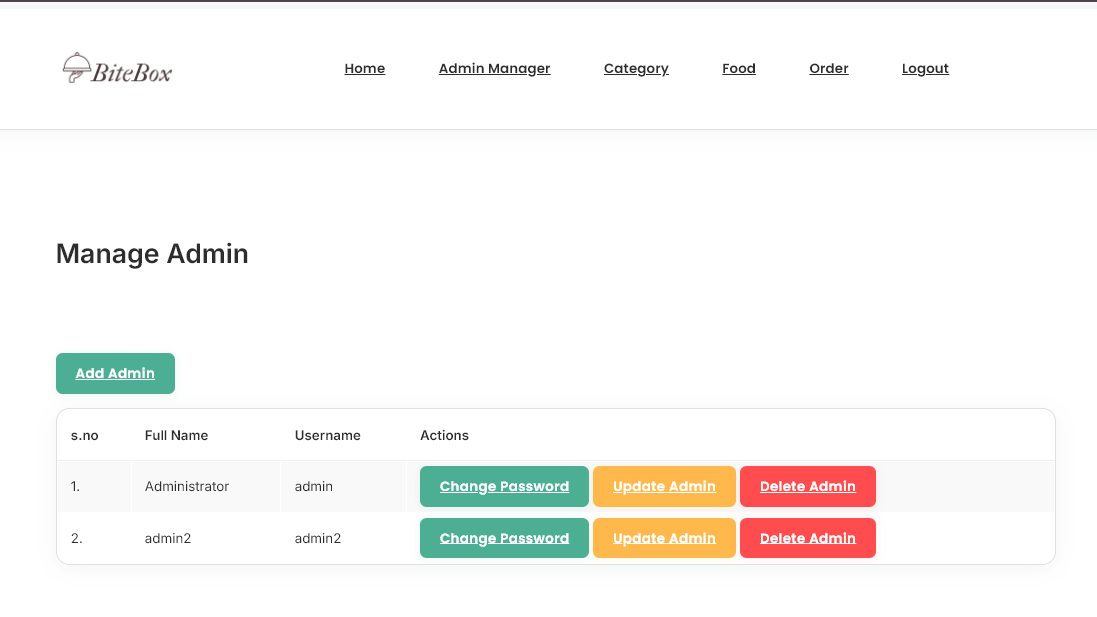 BiteBox Home Admin Manager Category Food Order Logout
Manage Admin
Add Admin
s.no Full Name Username Actions
1. Administrator admin Change Password Update Admin Delete Admin
2. admin2 admin2 Change Password Update Admin Delete Admin